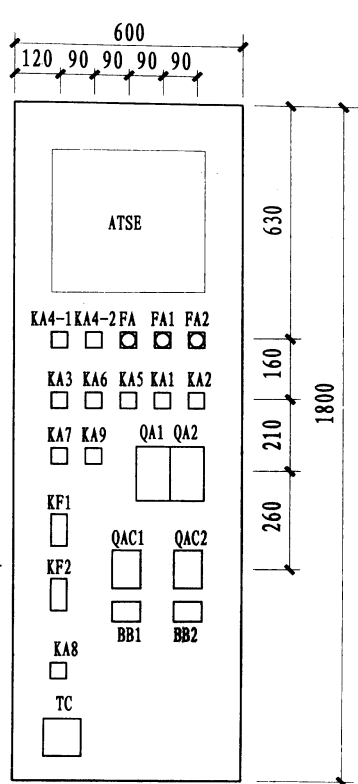 600
120 90 90 90 90
ATSE
630
KA4-1 KA4-2 FA FA1 FA2
160
KA3 KA6 KA5 KA1 KA2
1800
KA7 KA9 QA1 QA2
210
KF1
260
QAC1 QAC2
KF2
BB1 BB2
KA8
TC